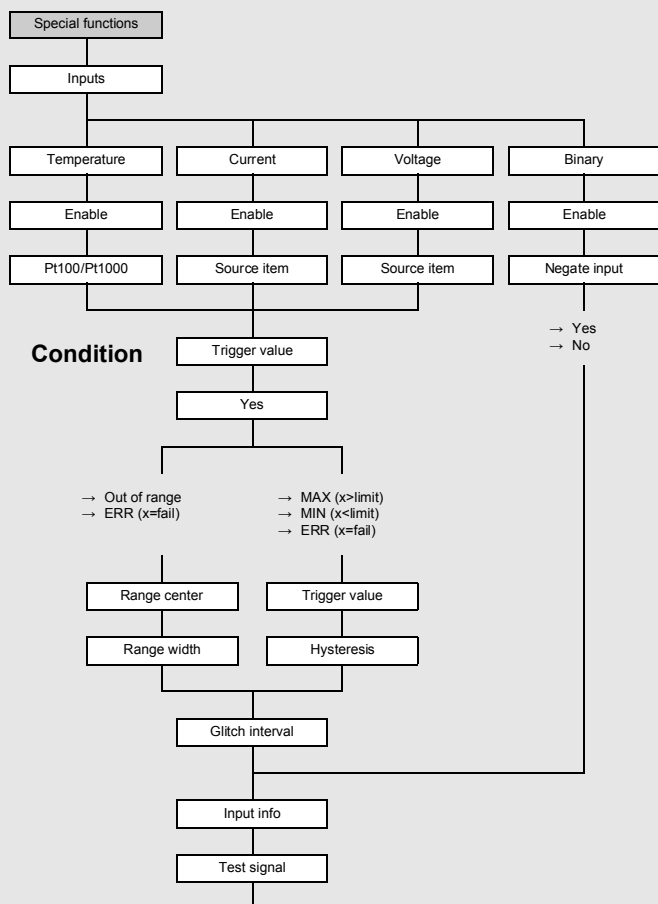 Special functions
Inputs
Temperature
Current
Voltage
Binary
Enable
Enable
Enable
Enable
Pt100/Pt1000
Source item
Source item
Negate input
→ Yes
→ No
Condition
Trigger value
Yes
→ Out of range
→ ERR (x=fail)
→ MAX (x>limit)
→ MIN (x<limit)
→ ERR (x=fail)
Range center
Trigger value
Range width
Hysteresis
Glitch interval
Input info
Test signal